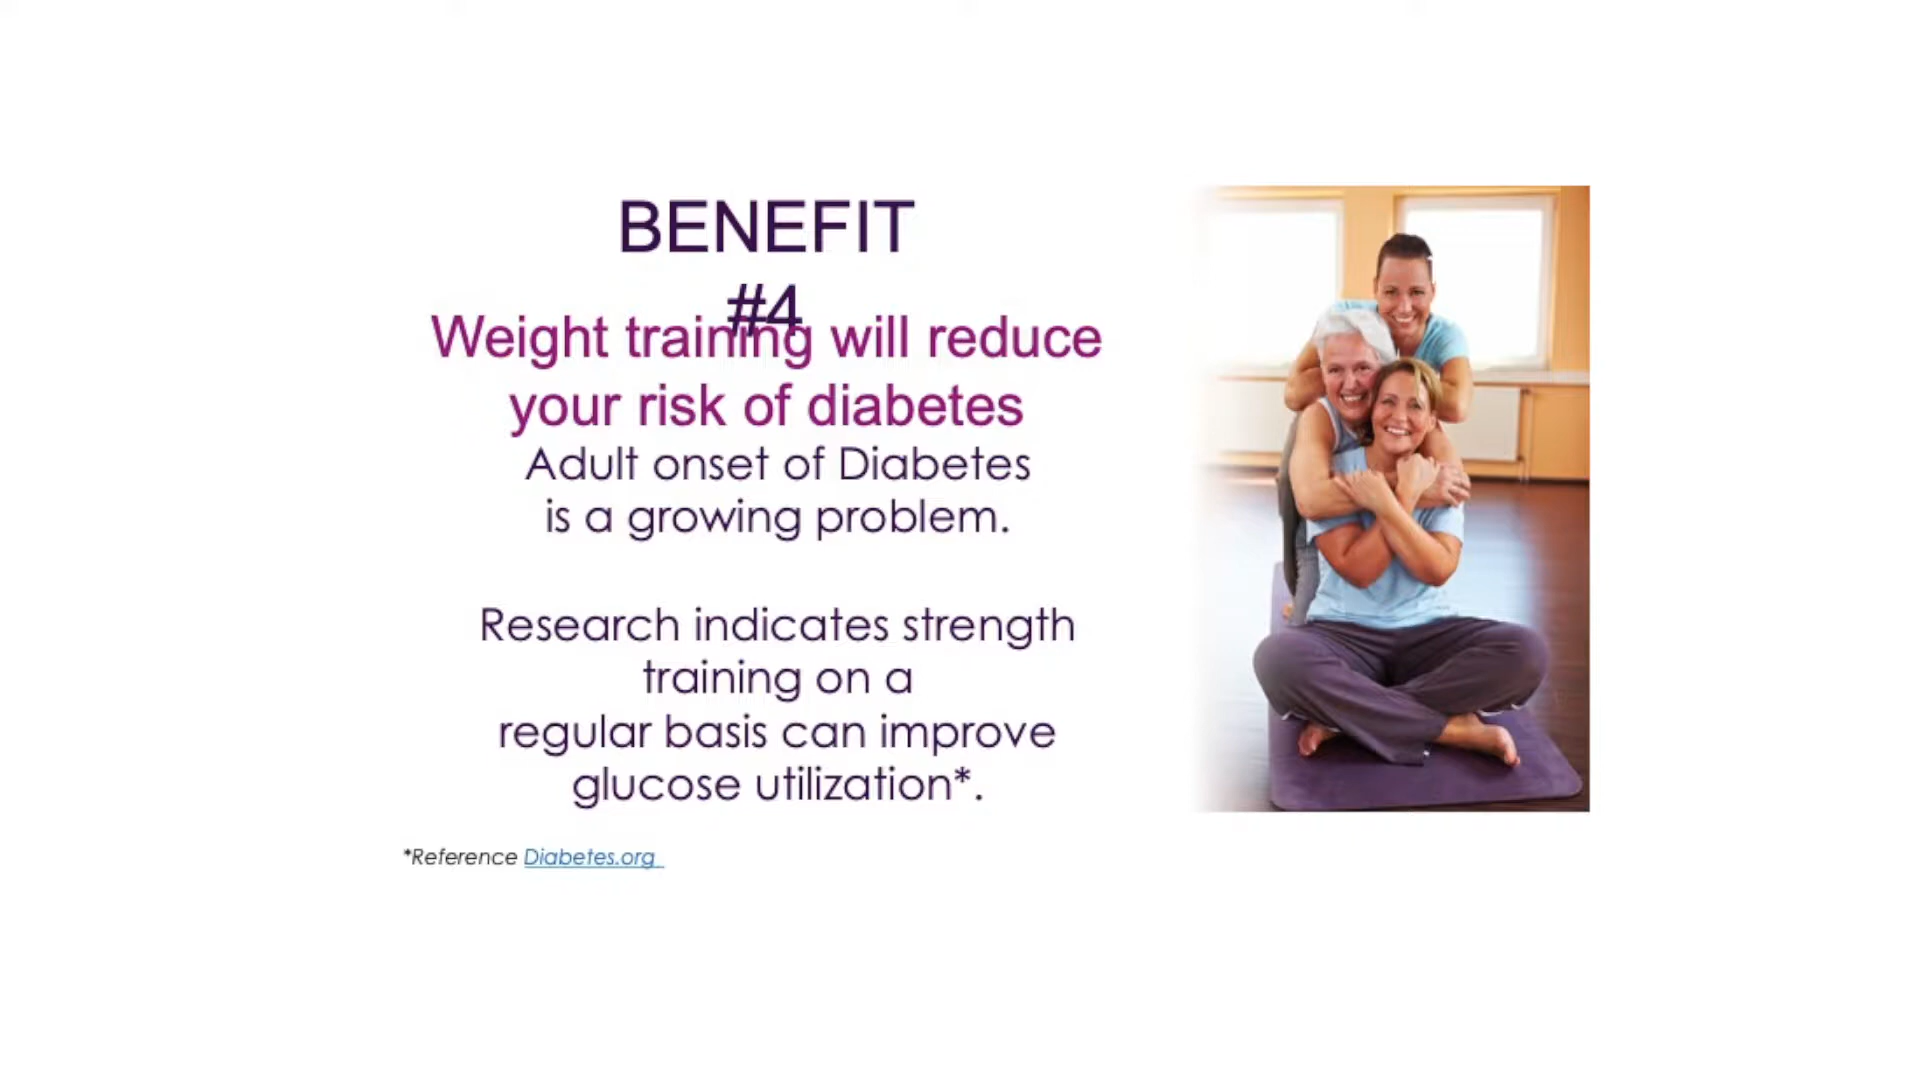 BENEFIT
#4
Weight training will reduce
your risk of diabetes
Adult onset of Diabetes
is a growing problem.
Research indicates strength
training on a
regular basis can improve
glucose utilization*.
*Reference Diabetes.org